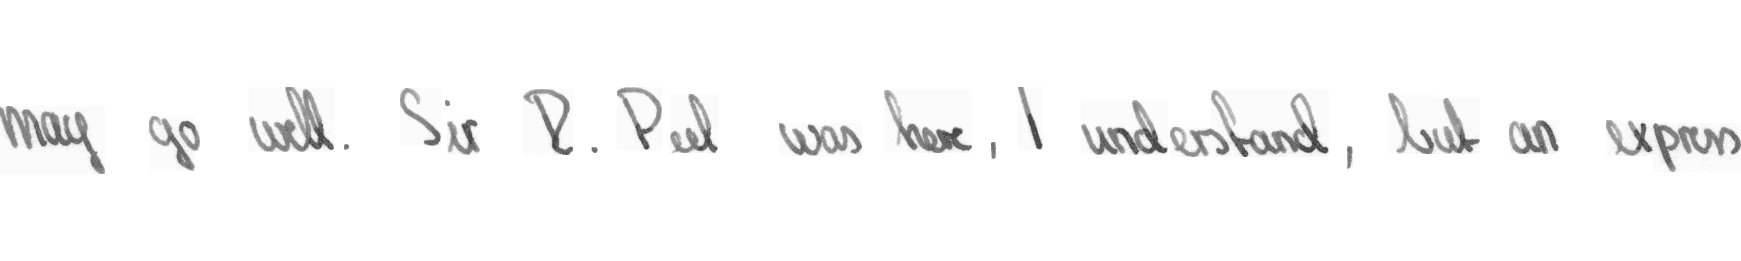 may go well. Sir R. Peel was here, I understand, but an express